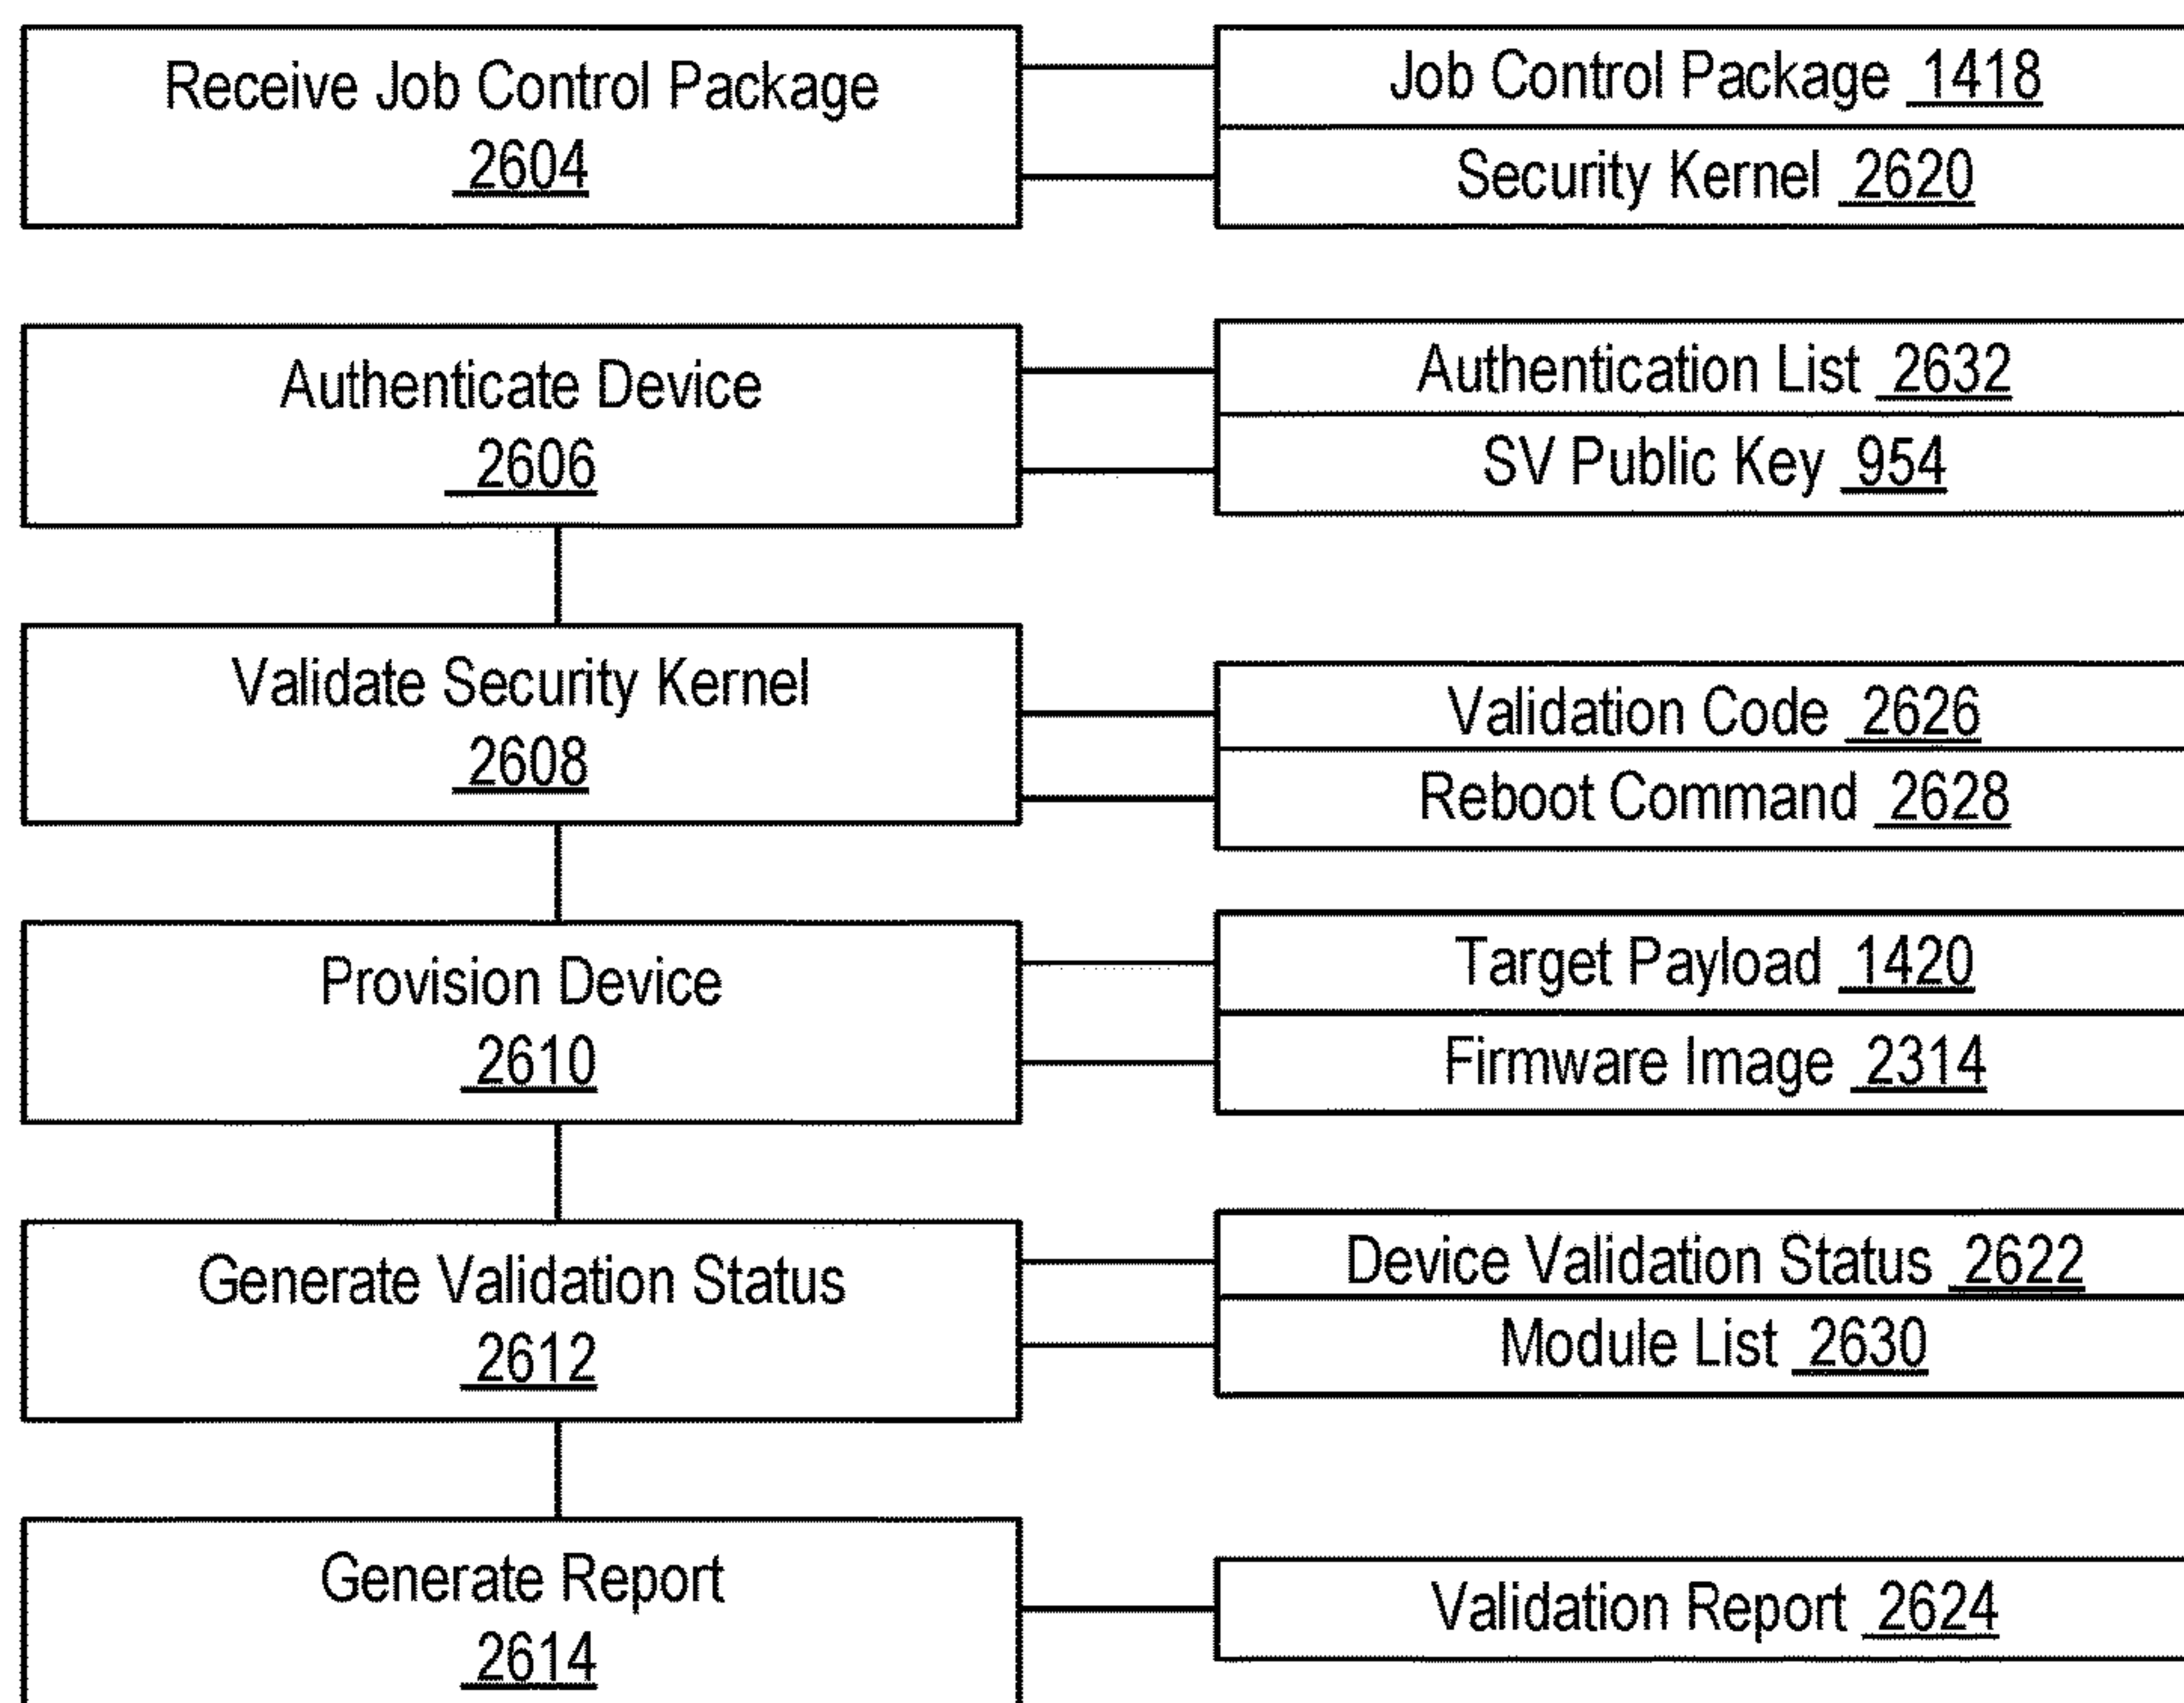 Receive Job Control Package
2604
Job Control Package 1418
Security Kernel 2620
Authenticate Device
2606
Authentication List 2632
SV Public Key 954
Validate Security Kernel
2608
Validation Code 2626
Reboot Command 2628
Provision Device
2610
Target Payload 1420
Firmware Image 2314
Generate Validation Status
2612
Device Validation Status 2622
Module List 2630
Generate Report
2614
Validation Report 2624